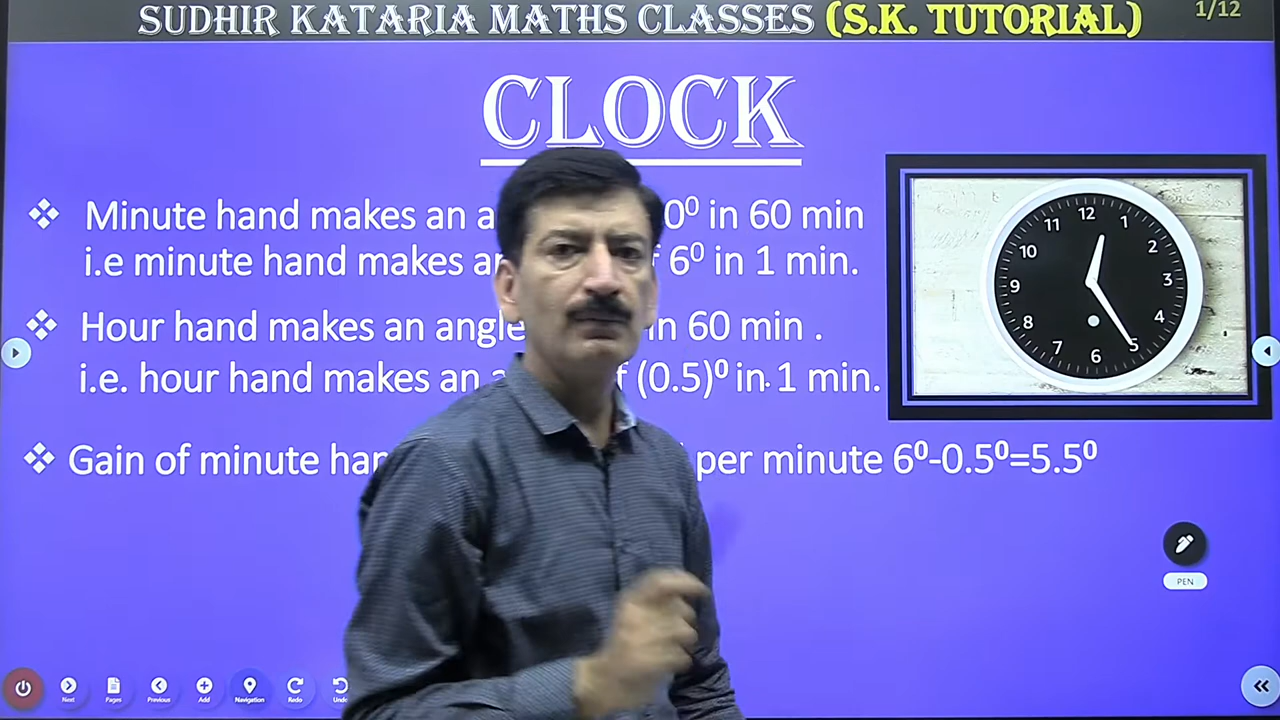 SUDHIR KATARIA MATHS CLASSES (S.K. TUTORIAL)
1/12
CLOCK
❖ Minute hand makes an 0⁰ in 60 min
i.e minute hand makes 6⁰ in 1 min.
❖ Hour hand makes an angle in 60 min .
i.e. hour hand makes an (0.5)⁰ in 1 min.
❖ Gain of minute per minute 6⁰-0.5⁰=5.5⁰
12
11
1
10
2
9
3
8
4
7
5
6
PEN
Next
Pages
Previous
Add
Navigation
Redo
Undo